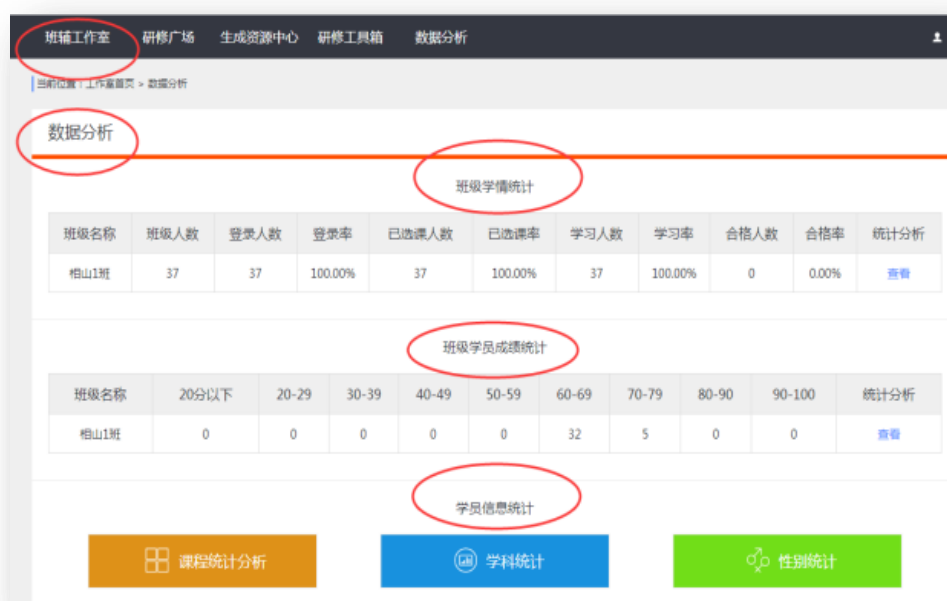 班辅工作室 研修广场 生成资源中心 研修工具箱 数据分析
当前位置 | 工作室首页 > 数据分析
数据分析
班级学情统计
班级名称 班级人数 登录人数 登录率 已选课人数 已选课率 学习人数 学习率 合格人数 合格率 统计分析
相山1班 37 37 100.00% 37 100.00% 37 100.00% 0 0.00% 查看
班级学员成绩统计
班级名称 20分以下 20-29 30-39 40-49 50-59 60-69 70-79 80-90 90-100 统计分析
相山1班 0 0 0 0 0 32 5 0 0 查看
学员信息统计
课程统计分析 学科统计 性别统计